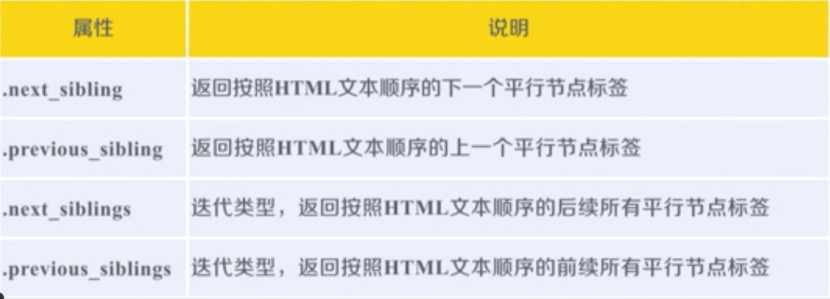 属性 说明
.next_sibling 返回按照HTML文本顺序的下一个平行节点标签
.previous_sibling 返回按照HTML文本顺序的上一个平行节点标签
.next_siblings 迭代类型，返回按照HTML文本顺序的后续所有平行节点标签
.previous_siblings 迭代类型，返回按照HTML文本顺序的前续所有平行节点标签